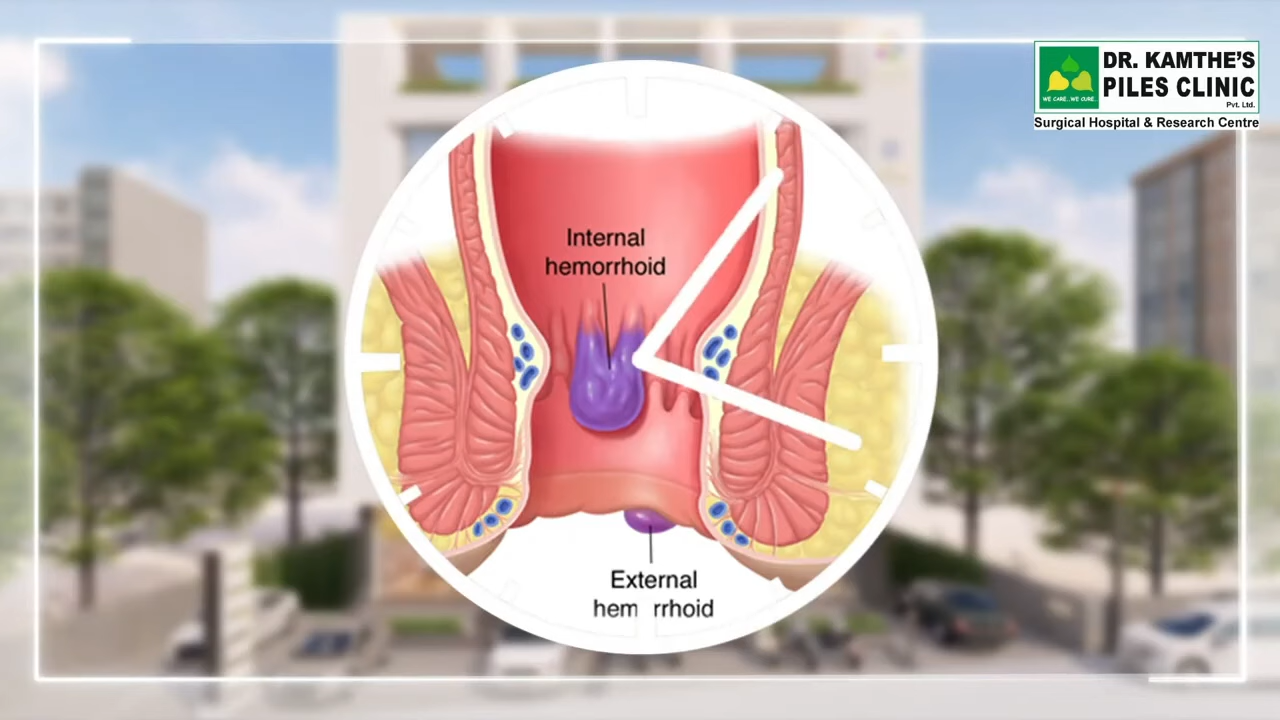 DR. KAMTHE'S
PILES CLINIC
Pvt. Ltd.
WE CARE...WE CURE...
Surgical Hospital & Research Centre
Internal
hemorrhoid
External
hem rrhoid